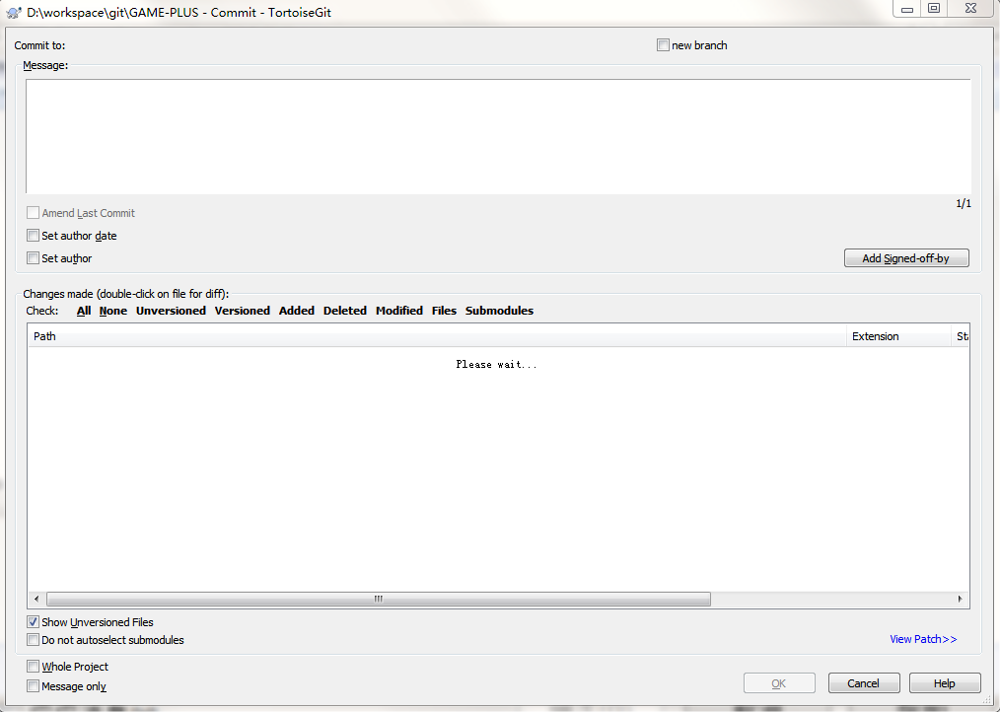 D:\workspace\git\GAME-PLUS - Commit - TortoiseGit
Commit to:
new branch
Message:
1/1
Amend Last Commit
Set author date
Set author
Add Signed-off-by
Changes made (double-click on file for diff):
Check: All None Unversioned Versioned Added Deleted Modified Files Submodules
Path Extension
Please wait...
Show Unversioned Files
Do not autoselect submodules
View Patch>>
Whole Project
Message only
OK Cancel Help